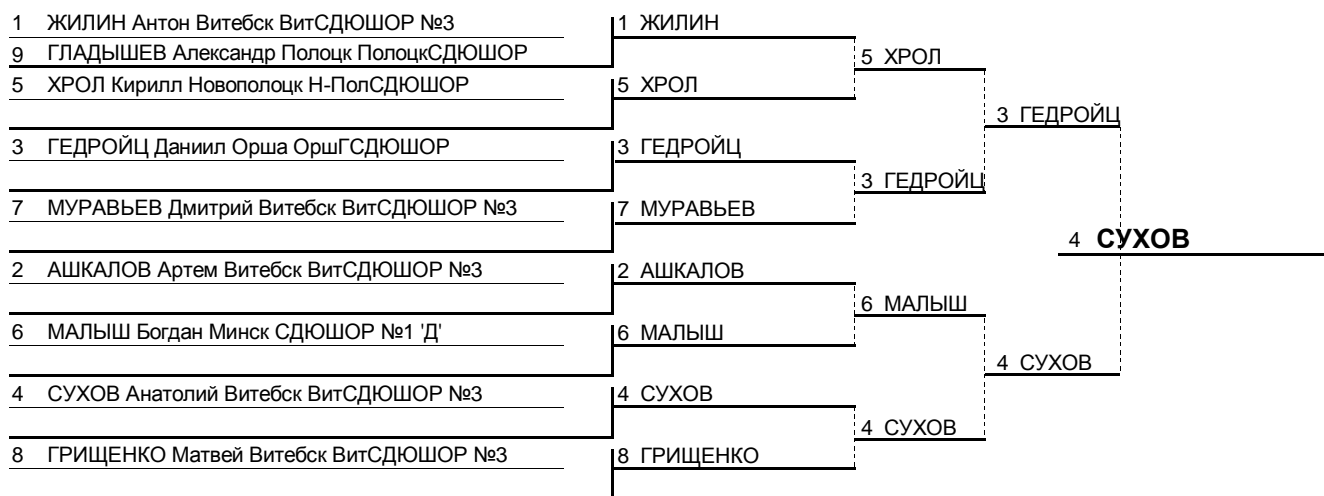 1 ЖИЛИН Антон Витебск ВитСДЮШОР №3
9 ГЛАДЫШЕВ Александр Полоцк ПолоцкСДЮШОР
5 ХРОЛ Кирилл Новополоцк Н-ПолСДЮШОР
3 ГЕДРОЙЦ Даниил Орша ОршГСДЮШОР
7 МУРАВЬЕВ Дмитрий Витебск ВитСДЮШОР №3
2 АШКАЛОВ Артем Витебск ВитСДЮШОР №3
6 МАЛЫШ Богдан Минск СДЮШОР №1 'Д'
4 СУХОВ Анатолий Витебск ВитСДЮШОР №3
8 ГРИЩЕНКО Матвей Витебск ВитСДЮШОР №3
1 ЖИЛИН
5 ХРОЛ
3 ГЕДРОЙЦ
7 МУРАВЬЕВ
2 АШКАЛОВ
6 МАЛЫШ
4 СУХОВ
8 ГРИЩЕНКО
5 ХРОЛ
3 ГЕДРОЙЦ
6 МАЛЫШ
4 СУХОВ
3 ГЕДРОЙЦ
4 СУХОВ
4 СУХОВ